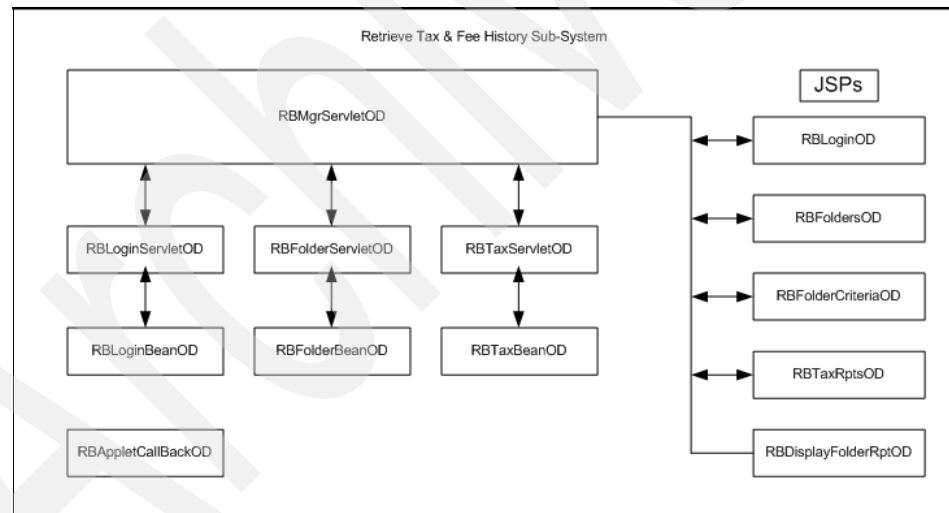 Retrieve Tax & Fee History Sub-System
RBMgrServletOD
JSPs
RBLoginOD
RBFoldersOD
RBFolderCriteriaOD
RBTaxRptsOD
RBDisplayFolderRptOD
RBLoginServletOD
RBFolderServletOD
RBTaxServletOD
RBLoginBeanOD
RBFolderBeanOD
RBTaxBeanOD
RBAppletCallBackOD